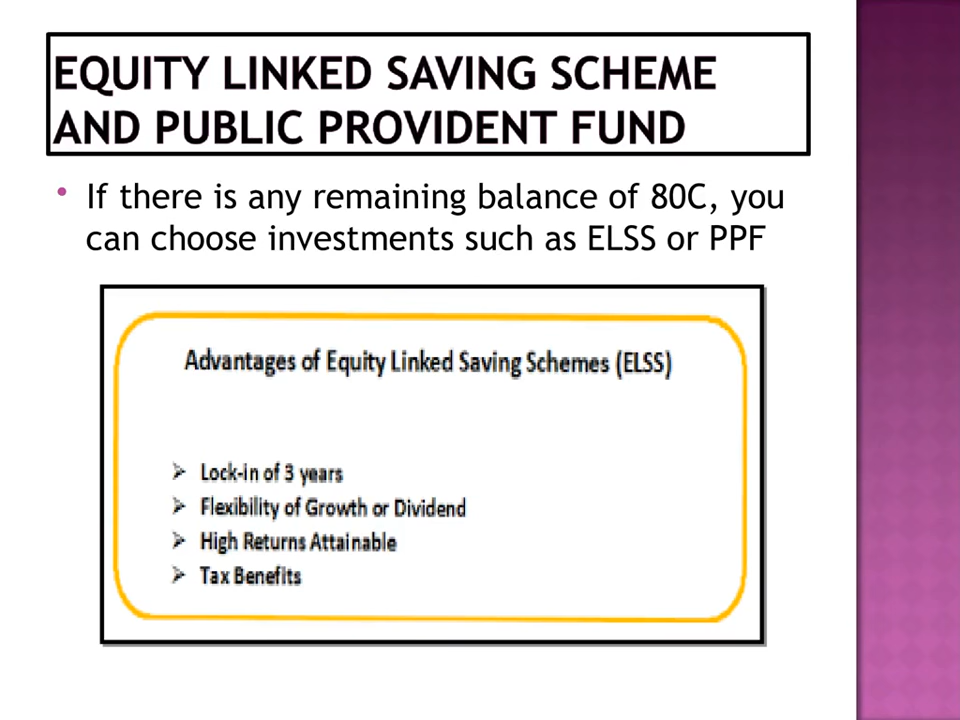 EQUITY LINKED SAVING SCHEME
AND PUBLIC PROVIDENT FUND
• If there is any remaining balance of 80C, you
can choose investments such as ELSS or PPF
Advantages of Equity Linked Saving Schemes (ELSS)
➢ Lock-in of 3 years
➢ Flexibility of Growth or Dividend
➢ High Returns Attainable
➢ Tax Benefits